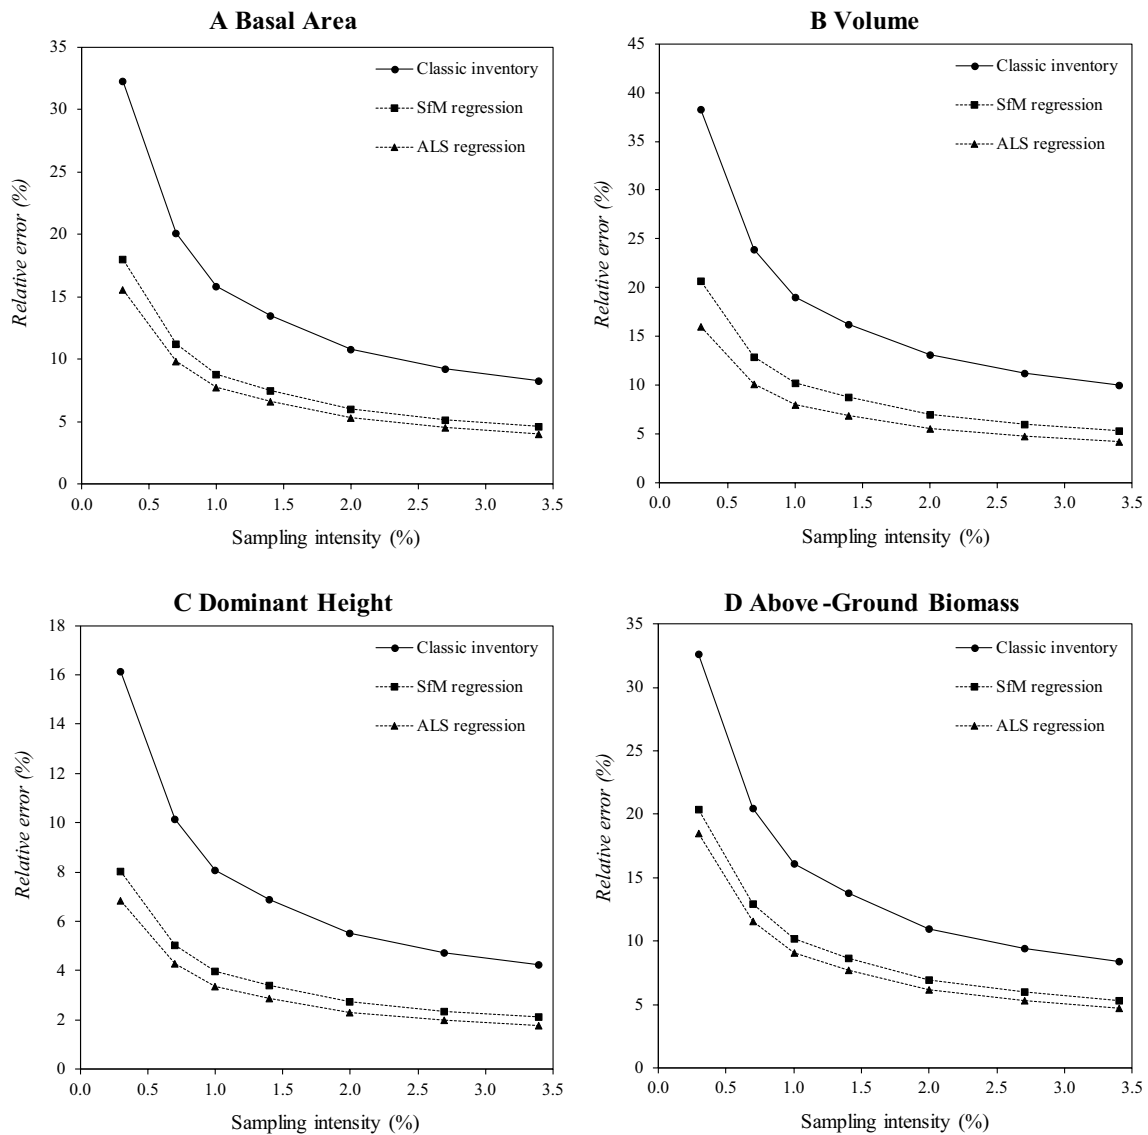 A Basal Area
35
30
25
20
15
10
5
0
Relative error (%)
Classic inventory
SfM regression
ALS regression
0.0 0.5 1.0 1.5 2.0 2.5 3.0 3.5
Sampling intensity (%)
B Volume
45
40
35
30
25
20
15
10
5
0
Relative error (%)
Classic inventory
SfM regression
ALS regression
0.0 0.5 1.0 1.5 2.0 2.5 3.0 3.5
Sampling intensity (%)
C Dominant Height
18
16
14
12
10
8
6
4
2
0
Relative error (%)
Classic inventory
SfM regression
ALS regression
0.0 0.5 1.0 1.5 2.0 2.5 3.0 3.5
Sampling intensity (%)
D Above-Ground Biomass
35
30
25
20
15
10
5
0
Relative error (%)
Classic inventory
SfM regression
ALS regression
0.0 0.5 1.0 1.5 2.0 2.5 3.0 3.5
Sampling intensity (%)